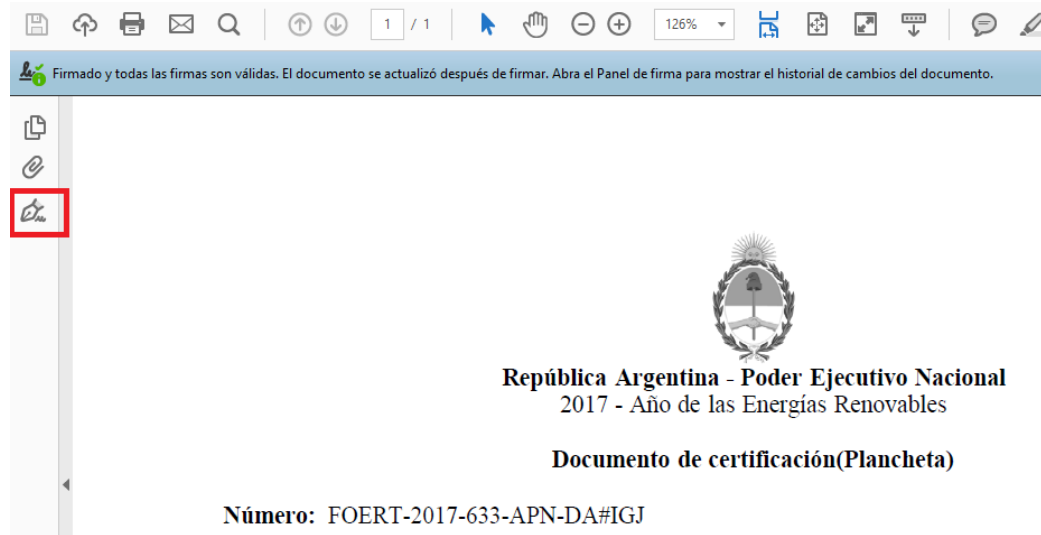 1 / 1 126%
Firmado y todas las firmas son válidas. El documento se actualizó después de firmar. Abra el Panel de firma para mostrar el historial de cambios del documento.
República Argentina - Poder Ejecutivo Nacional
2017 - Año de las Energías Renovables
Documento de certificación(Plancheta)
Número: FOERT-2017-633-APN-DA#IGJ